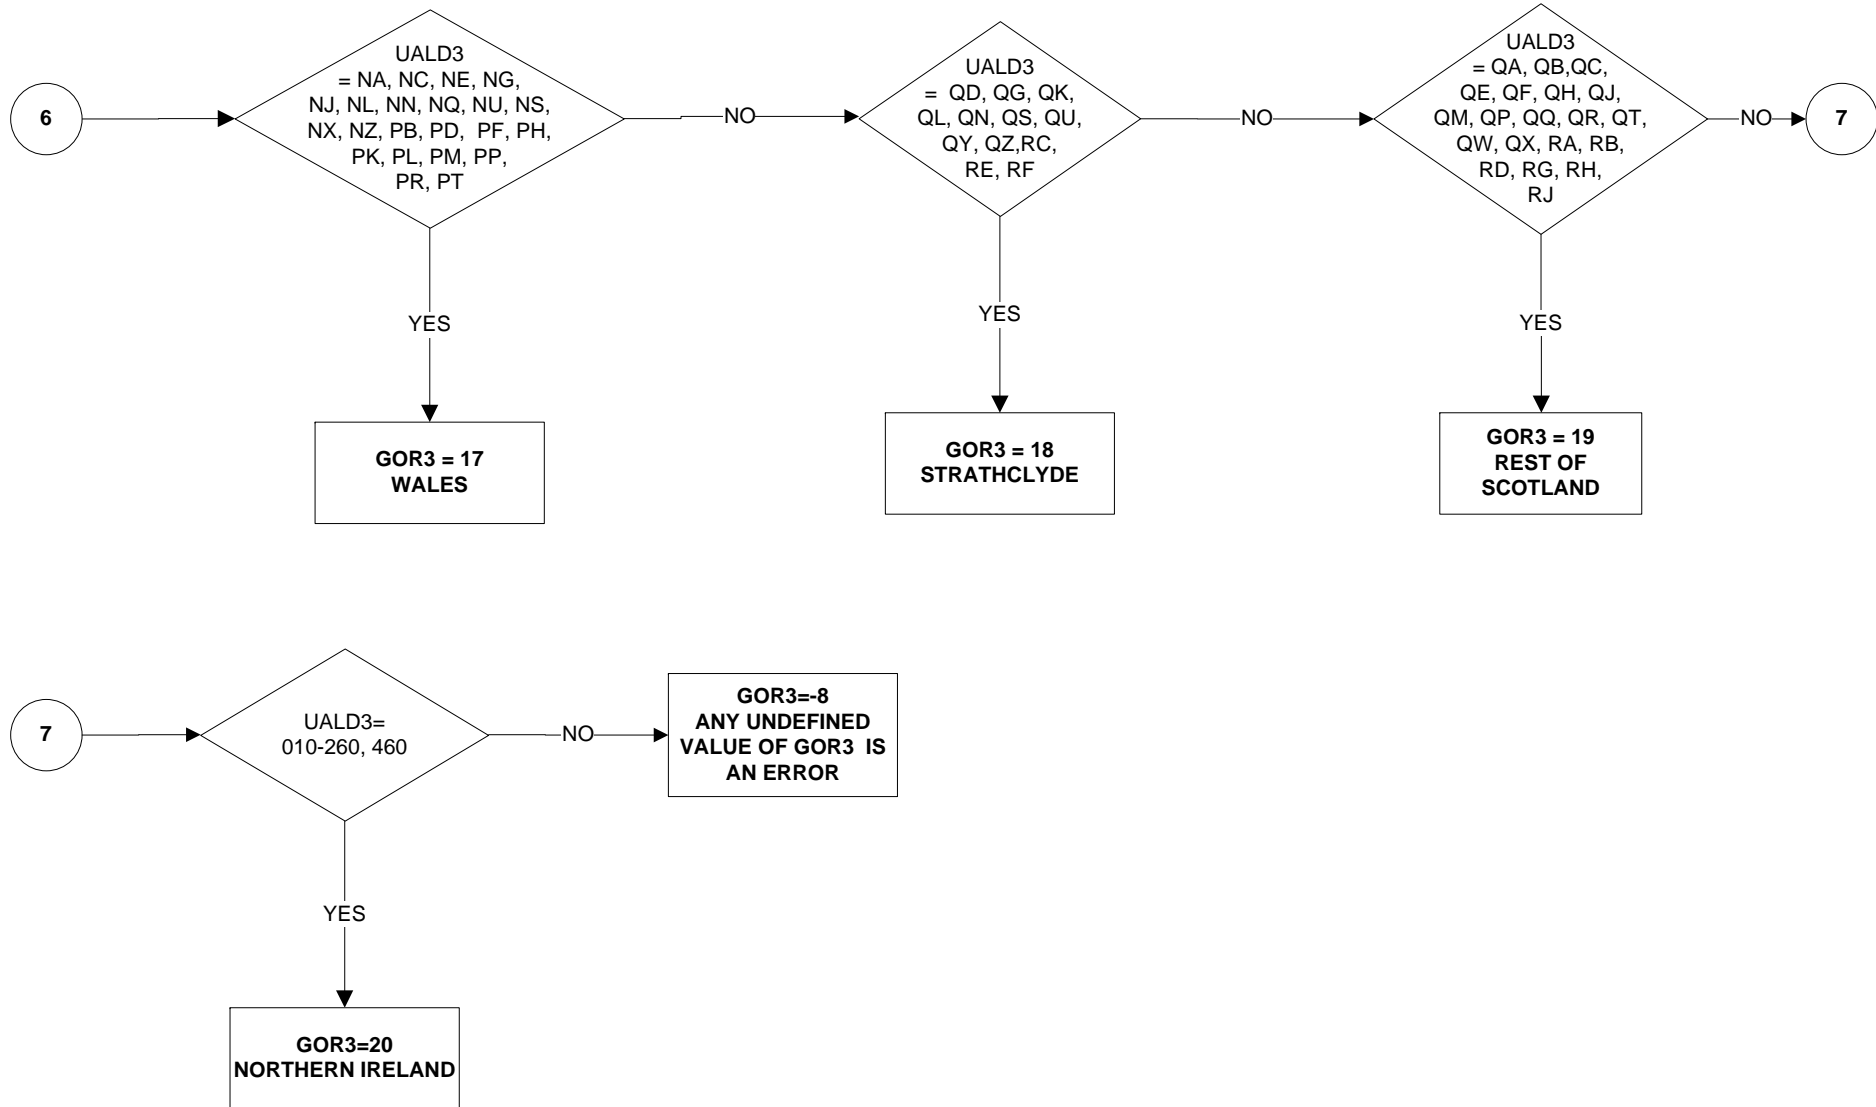 6
UALD3
= NA, NC, NE, NG,
NJ, NL, NN, NQ, NU, NS,
NX, NZ, PB, PD, PF, PH,
PK, PL, PM, PP,
PR, PT
NO
UALD3
= QD, QG, QK,
QL, QN, QS, QU,
QY, QZ,RC,
RE, RF
NO
UALD3
= QA, QB,QC,
QE, QF, QH, QJ,
QM, QP, QQ, QR, QT,
QW, QX, RA, RB,
RD, RG, RH,
RJ
NO
7
YES
YES
YES
GOR3 = 17
WALES
GOR3 = 18
STRATHCLYDE
GOR3 = 19
REST OF
SCOTLAND
7
UALD3=
010-260, 460
NO
GOR3=-8
ANY UNDEFINED
VALUE OF GOR3 IS
AN ERROR
YES
GOR3=20
NORTHERN IRELAND